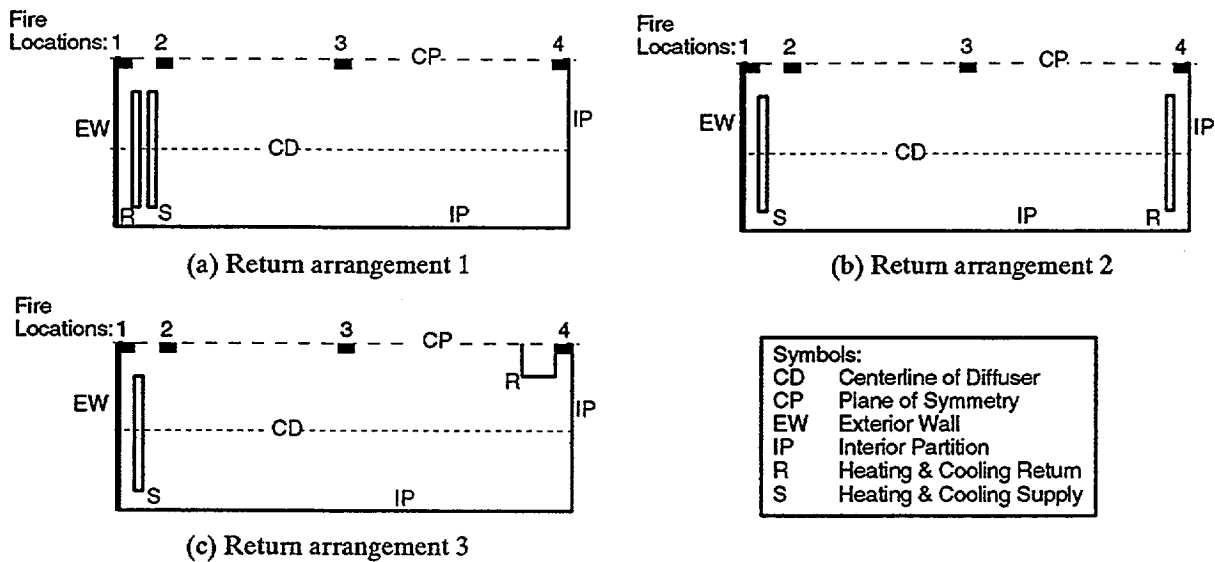 Fire
Locations: 1 2 3 4
CP
EW
IP
CD
R S
IP
(a) Return arrangement 1
Fire
Locations: 1 2 3 4
CP
EW
IP
CD
S
IP
R
(b) Return arrangement 2
Fire
Locations: 1 2 3 4
CP
R
EW
IP
CD
S
IP
(c) Return arrangement 3
Symbols:
CD Centerline of Diffuser
CP Plane of Symmetry
EW Exterior Wall
IP Interior Partition
R Heating & Cooling Return
S Heating & Cooling Supply